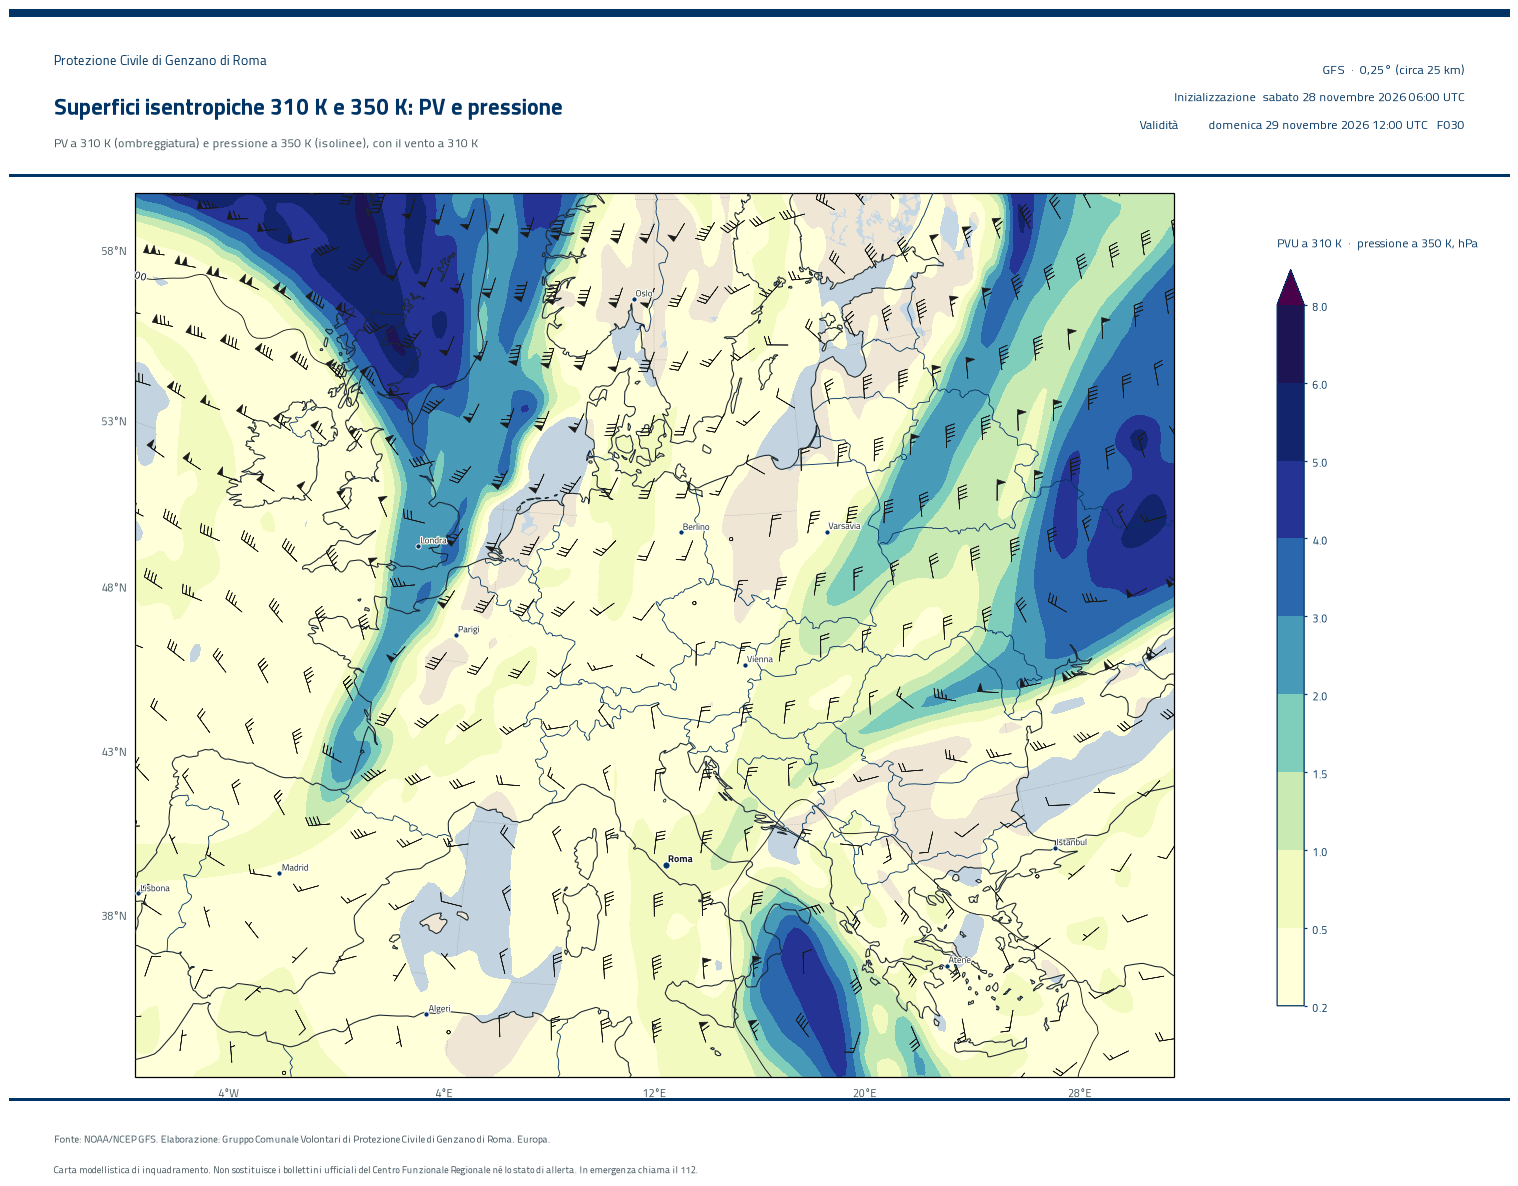 Protezione Civile di Genzano di Roma
Superfici isentropiche 310 K e 350 K: PV e pressione
PV a 310 K (ombreggiatura) e pressione a 350 K (isolinee), con il vento a 310 K
GFS · 0,25° (circa 25 km)
Inizializzazione sabato 28 novembre 2026 06:00 UTC
Validità domenica 29 novembre 2026 12:00 UTC F030
PVU a 310 K · pressione a 350 K, hPa
8.0
6.0
5.0
4.0
3.0
2.0
1.5
1.0
0.5
0.2
58°N
53°N
48°N
43°N
38°N
4°W
4°E
12°E
20°E
28°E
00
Oslo
Berlino
Varsavia
Londra
Parigi
Vienna
Roma
Madrid
Lisbona
Istanbul
Atene
Algeri
Fonte: NOAA/NCEP GFS. Elaborazione: Gruppo Comunale Volontari di Protezione Civile di Genzano di Roma. Europa.
Carta modellistica di inquadramento. Non sostituisce i bollettini ufficiali del Centro Funzionale Regionale né lo stato di allerta. In emergenza chiama il 112.